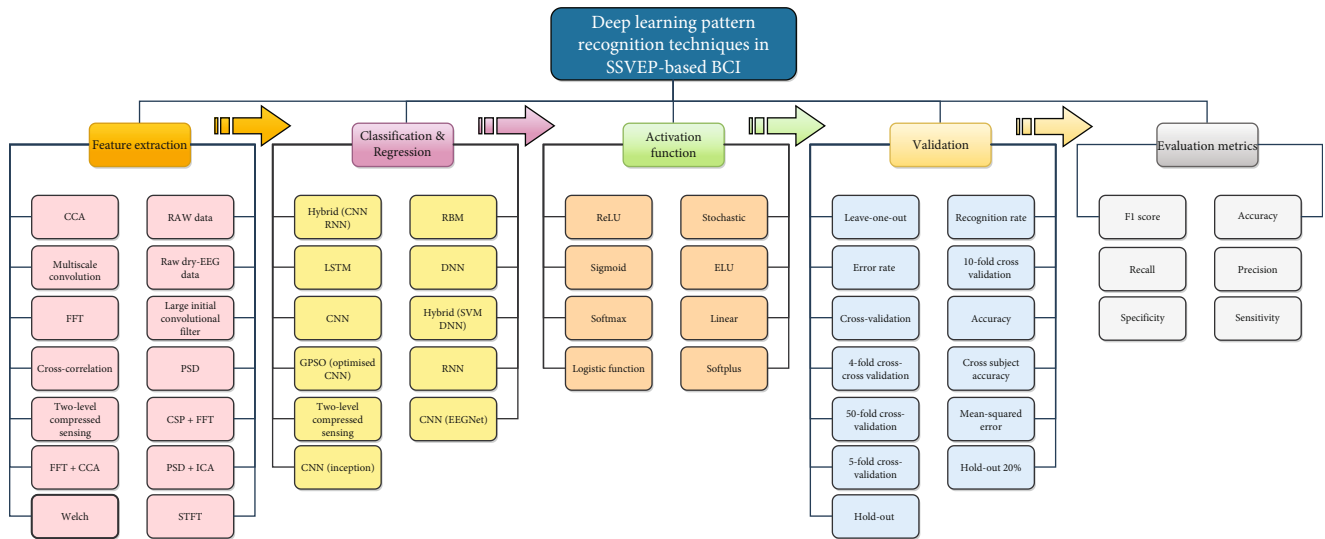 Deep learning pattern
recognition techniques in
SSVEP-based BCI
Feature extraction
CCA
RAW data
Multiscale
convolution
Raw dry-EEG
data
FFT
Large initial
convolutional
filter
Cross-correlation
PSD
Two-level
compressed
sensing
CSP + FFT
FFT + CCA
PSD + ICA
Welch
STFT
Classification &
Regression
Hybrid (CNN
RNN)
RBM
LSTM
DNN
CNN
Hybrid (SVM
DNN)
GPSO (optimised
CNN)
RNN
Two-level
compressed
sensing
CNN (EEGNet)
CNN (inception)
Activation
function
ReLU
Stochastic
Sigmoid
ELU
Softmax
Linear
Logistic function
Softplus
Validation
Leave-one-out
Recognition rate
Error rate
10-fold cross
validation
Cross-validation
Accuracy
4-fold cross-
cross validation
Cross subject
accuracy
50-fold cross-
validation
Mean-squared
error
5-fold cross-
validation
Hold-out 20%
Hold-out
Evaluation metrics
F1 score
Accuracy
Recall
Precision
Specificity
Sensitivity